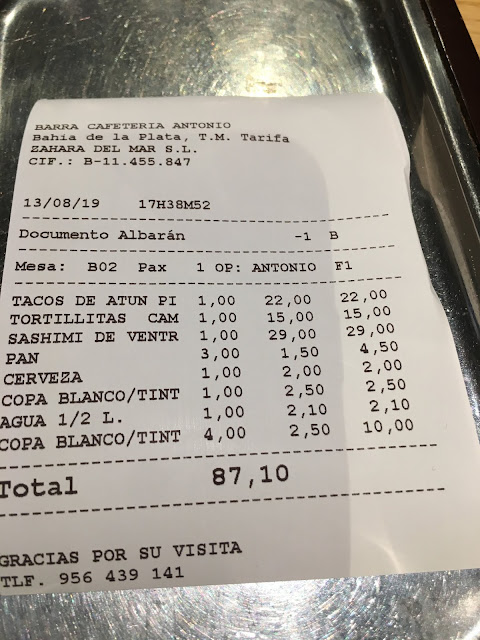 BARRA CAFETERIA ANTONIO
Bahía de la Plata, T.M. Tarifa
ZAHARA DEL MAR S.L.
CIF.: B-11.455.847
13/08/19 17H38M52
Documento Albarán -1 B
Mesa: B02 Pax 1 OP: ANTONIO F1
TACOS DE ATUN PI 1,00 22,00 22,00
TORTILLITAS CAM 1,00 15,00 15,00
SASHIMI DE VENTR 1,00 29,00 29,00
PAN 3,00 1,50 4,50
CERVEZA 1,00 2,00 2,00
COPA BLANCO/TINT 1,00 2,50 2,50
AGUA 1/2 L. 1,00 2,10 2,10
COPA BLANCO/TINT 4,00 2,50 10,00
Total 87,10
GRACIAS POR SU VISITA
TLF. 956 439 141